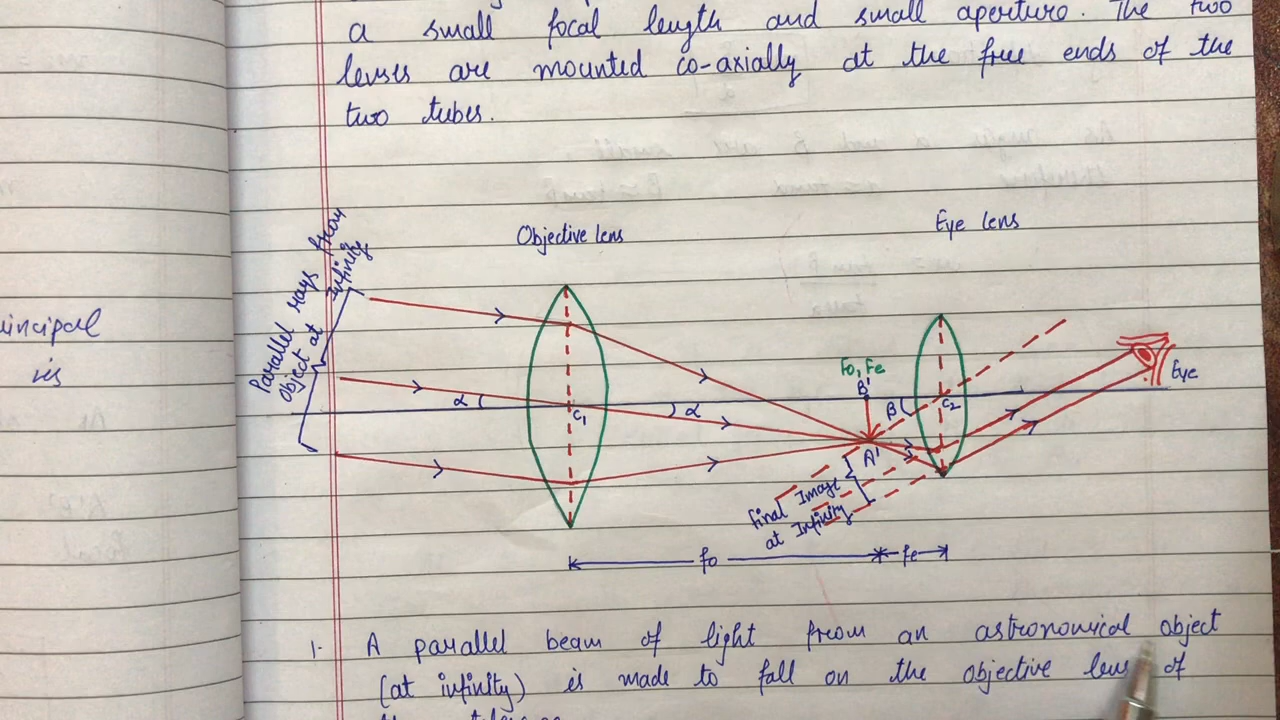 a small focal length and small aperture. The two
lenses are mounted co-axially at the free ends of the
two tubes.
Parallel rays from
object at infinity
Objective lens
Eye lens
Fo, Fe
B'
α
C1
α
β
C2
Eye
A'
Final Image
at Infinity
fo
fe
1. A parallel beam of light from an astronomical object
(at infinity) is made to fall on the objective lens of
is